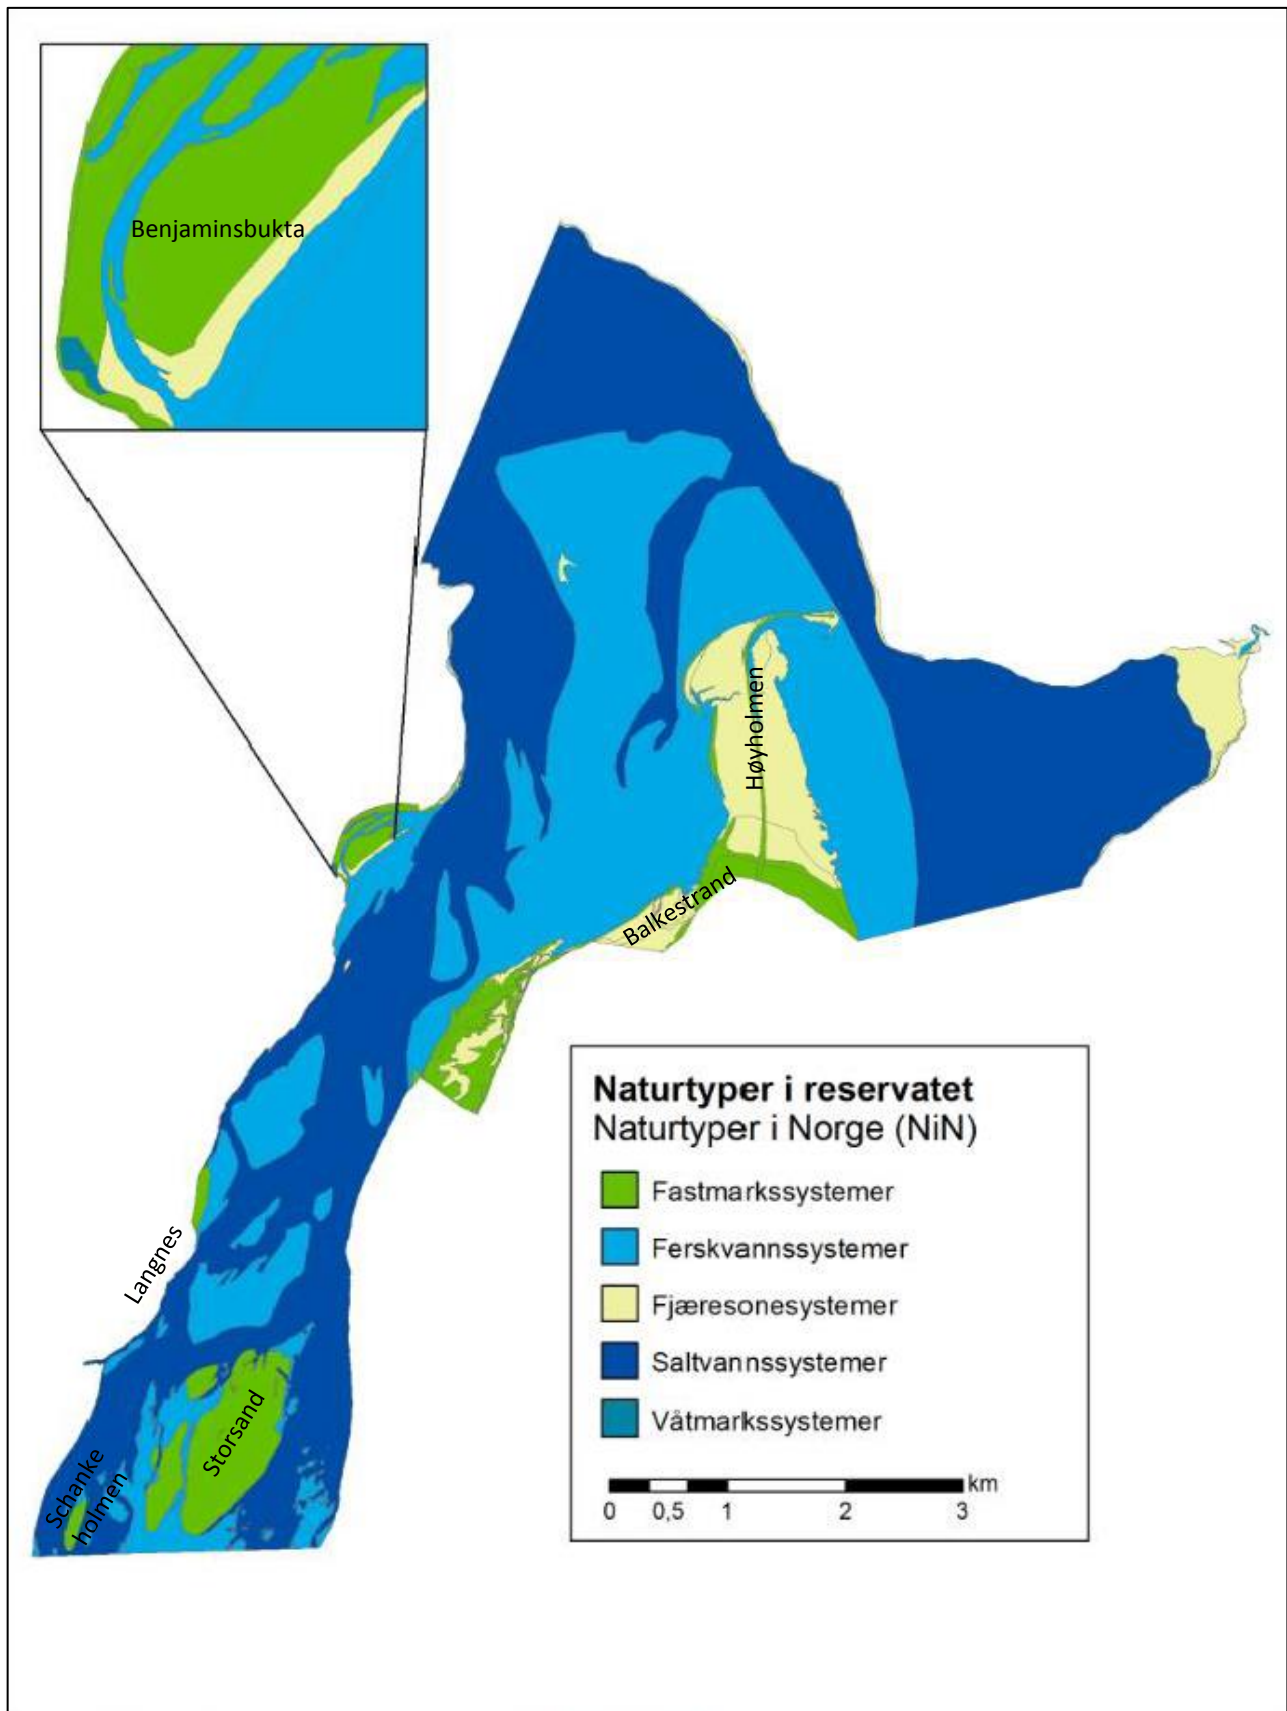 Benjaminsbukta
Høyholmen
Balkestrand
Langnes
Storsand
Schanke
holmen
Naturtyper i reservatet
Naturtyper i Norge (NiN)
Fastmarkssystemer
Ferskvannssystemer
Fjæresonesystemer
Saltvannssystemer
Våtmarkssystemer
km
0 0,5 1 2 3